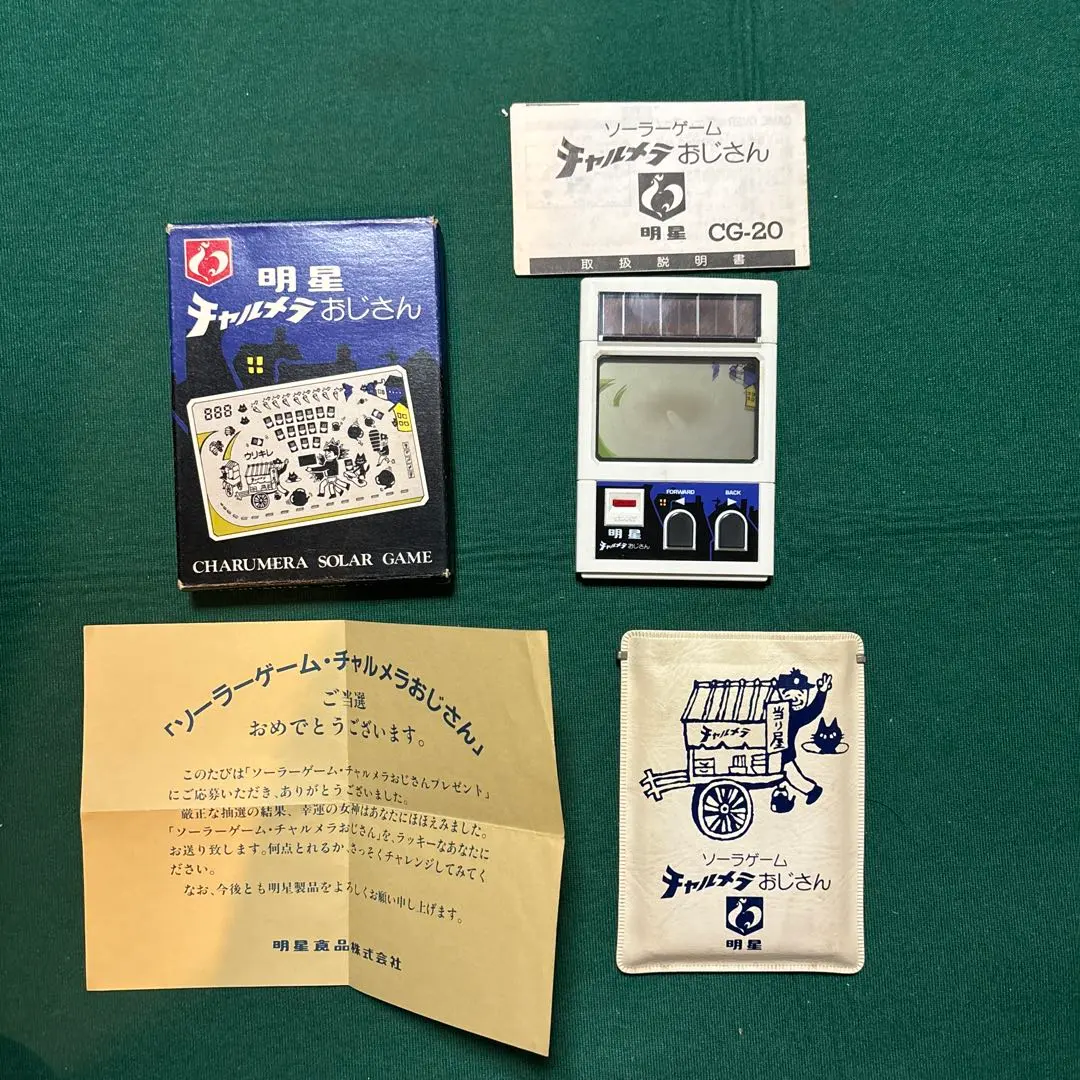 ソーラーゲーム
チャルメラおじさん
明星 CG-20
取扱説明書
明星
チャルメラおじさん
888
ウリキレ
CHARUMERA SOLAR GAME
FORWARD
BACK
明星
チャルメラおじさん
「ソーラーゲーム・チャルメラおじさん」
ご当選
おめでとうございます。
このたびは「ソーラーゲーム・チャルメラおじさんプレゼント」
にご応募いただき、ありがとうございました。
厳正な抽選の結果、幸運の女神はあなたにほほえみました。
「ソーラーゲーム・チャルメラおじさん」を、ラッキーなあなたに
お送り致します。何点とれるか、さっそくチャレンジしてみてく
ださい。
なお、今後とも明星製品をよろしくお願い申し上げます。
明星食品株式会社
当り屋
チャルメラ
ソーラゲーム
チャルメラおじさん
明星